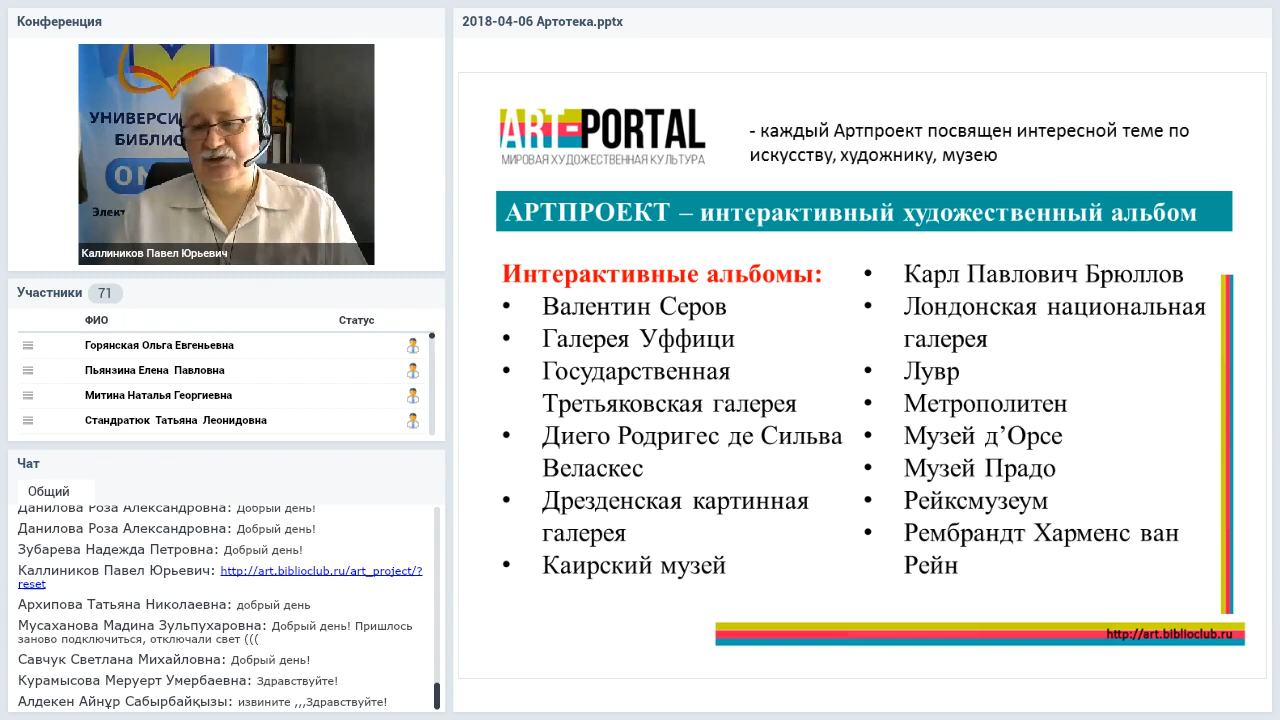 Конференция
УНИВЕРСИ
БИБЛИО
Элект
Каллиников Павел Юрьевич
Участники 71
ФИО Статус
Горянская Ольга Евгеньевна
Пьянзина Елена Павловна
Митина Наталья Георгиевна
Стандратюк Татьяна Леонидовна
Чат
Общий
Данилова Роза Александровна: Добрый день!
Данилова Роза Александровна: Добрый день!
Зубарева Надежда Петровна: Добрый день!
Каллиников Павел Юрьевич: http://art.biblioclub.ru/art_project/?
reset
Архипова Татьяна Николаевна: добрый день
Мусаханова Мадина Зульпухаровна: Добрый день! Пришлось
заново подключиться, отключали свет (((
Савчук Светлана Михайловна: Добрый день!
Курамысова Меруерт Умербаевна: Здравствуйте!
Алдекен Айнұр Сабырбайқызы: извините ,,,Здравствуйте!
2018-04-06 Артотека.pptx
ART-PORTAL
МИРОВАЯ ХУДОЖЕСТВЕННАЯ КУЛЬТУРА
- каждый Артпроект посвящен интересной теме по
искусству, художнику, музею
АРТПРОЕКТ – интерактивный художественный альбом
Интерактивные альбомы:
• Валентин Серов
• Галерея Уффици
• Государственная
Третьяковская галерея
• Диего Родригес де Сильва
Веласкес
• Дрезденская картинная
галерея
• Каирский музей
• Карл Павлович Брюллов
• Лондонская национальная
галерея
• Лувр
• Метрополитен
• Музей д’Орсе
• Музей Прадо
• Рейксмузеум
• Рембрандт Харменс ван
Рейн
http://art.biblioclub.ru